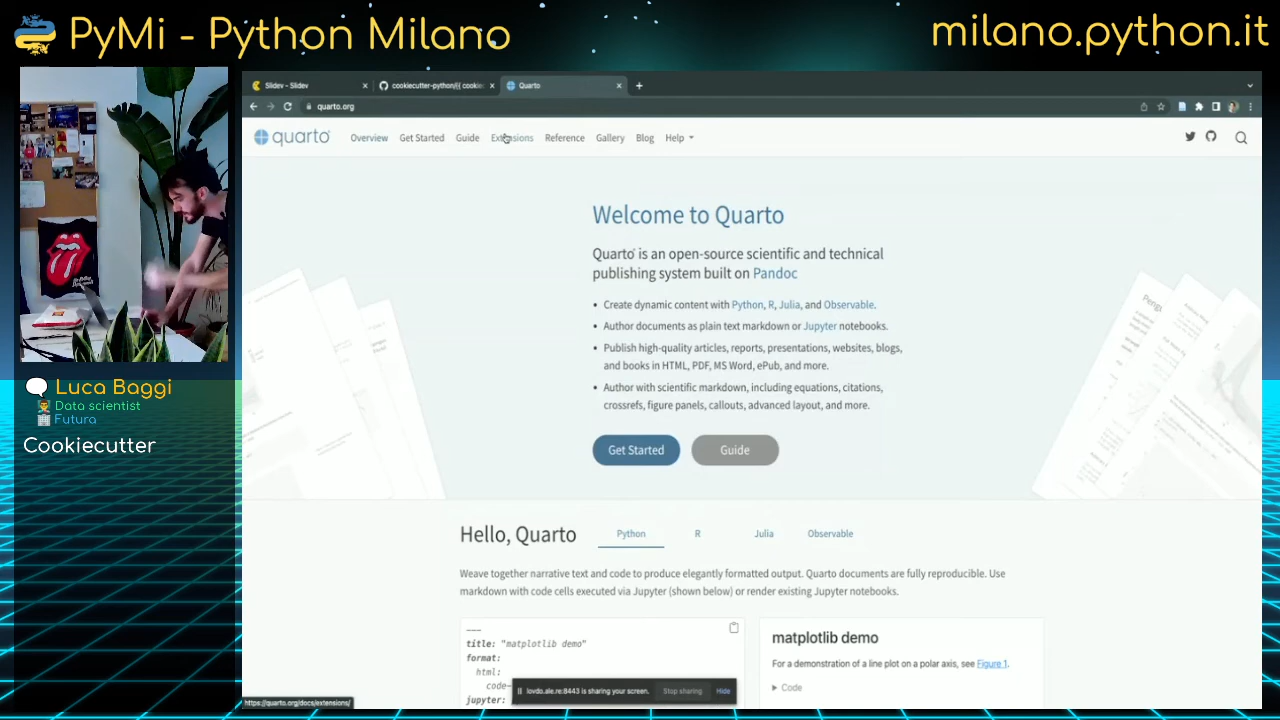 PyMi - Python Milano
milano.python.it
Slidev - Slidev
cookiecutter-python/{{ cookie
Quarto
quarto.org
quarto
Overview
Get Started
Guide
Extensions
Reference
Gallery
Blog
Help
Welcome to Quarto
Quarto® is an open-source scientific and technical
publishing system built on Pandoc
• Create dynamic content with Python, R, Julia, and Observable.
• Author documents as plain text markdown or Jupyter notebooks.
• Publish high-quality articles, reports, presentations, websites, blogs,
and books in HTML, PDF, MS Word, ePub, and more.
• Author with scientific markdown, including equations, citations,
crossrefs, figure panels, callouts, advanced layout, and more.
Get Started
Guide
Luca Baggi
Data scientist
Futura
Cookiecutter
Hello, Quarto
Python
R
Julia
Observable
Weave together narrative text and code to produce elegantly formatted output. Quarto documents are fully reproducible. Use
markdown with code cells executed via Jupyter (shown below) or render existing Jupyter notebooks.
---
title: "matplotlib demo"
format:
html:
code-
jupyter:
matplotlib demo
For a demonstration of a line plot on a polar axis, see Figure 1.
Code
lovdo.ale.re:8443 is sharing your screen.
Stop sharing
Hide
https://quarto.org/docs/extensions/